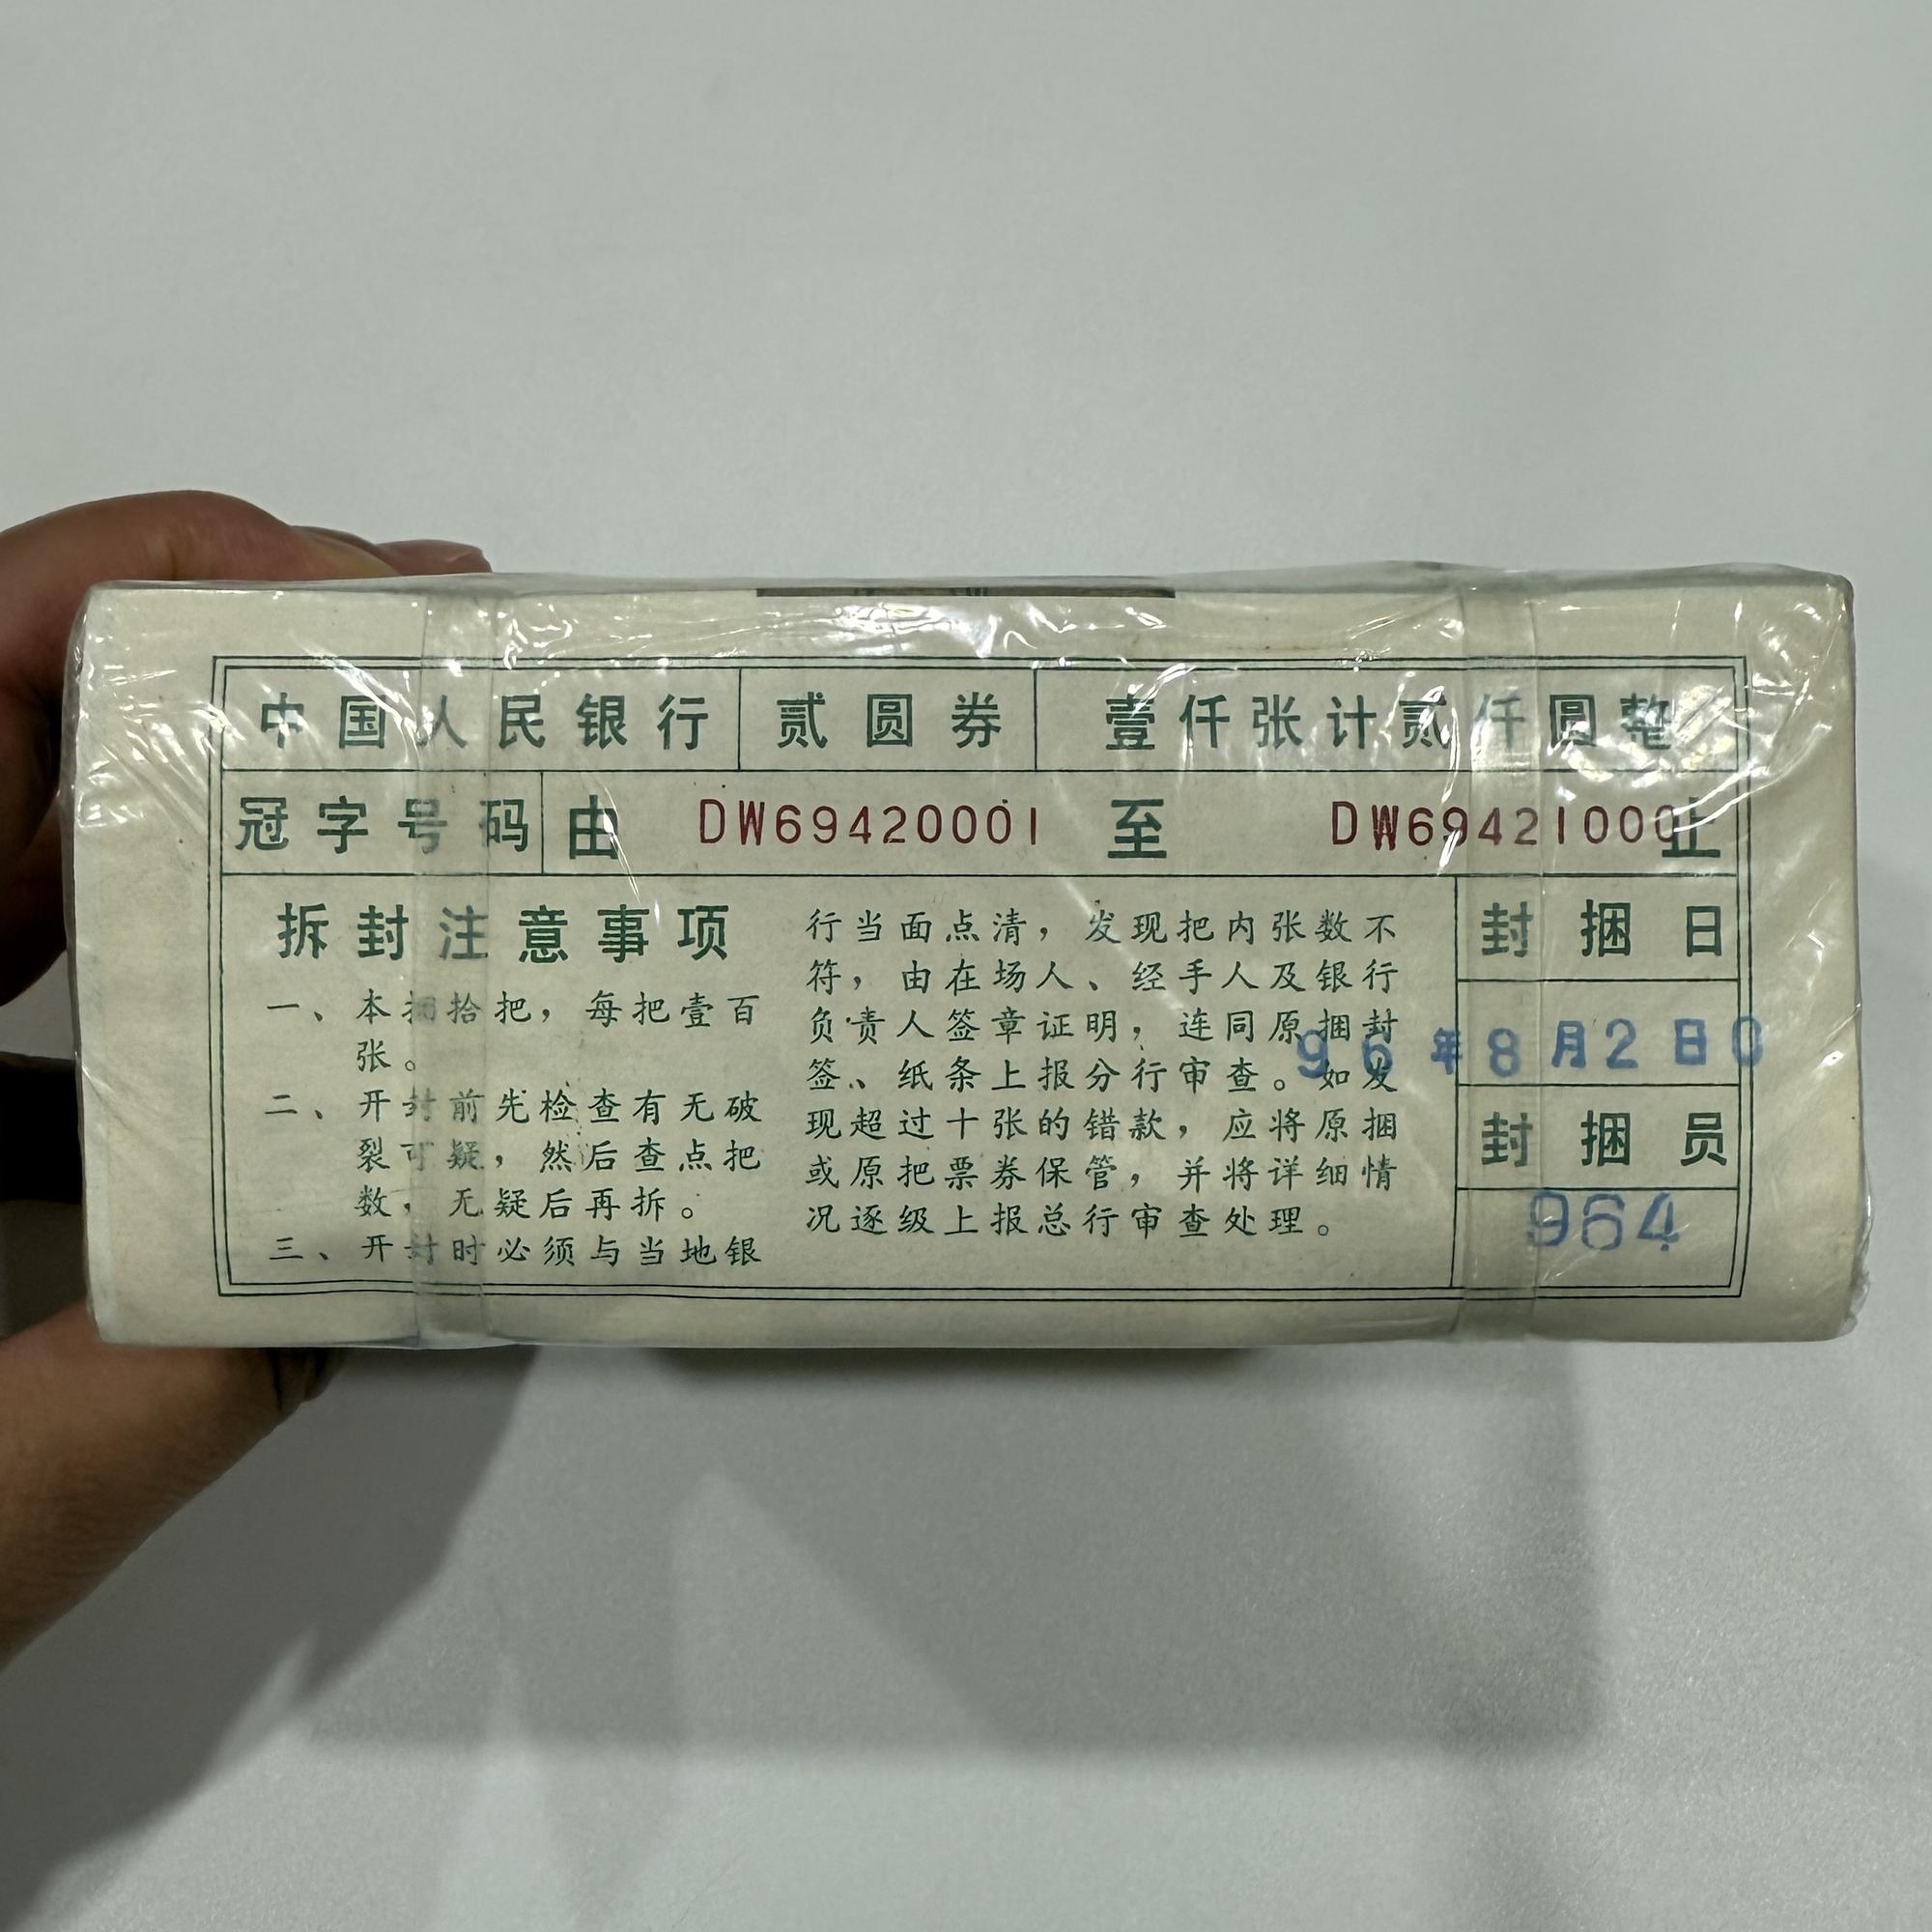 中国人民银行 贰圆券 壹仟张计贰仟圆整
冠字号码 由 DW69420001 至 DW69421000 止
拆封注意事项
一、本捆拾把，每把壹百
张。
二、开封前先检查有无破
裂可疑，然后查点把
数，无疑后再拆。
三、开封时必须与当地银
行当面点清，发现把内张数不
符，由在场人、经手人及银行
负责人签章证明，连同原捆封
签、纸条上报分行审查。如发
现超过十张的错款，应将原捆
或原把票券保管，并将详细情
况逐级上报总行审查处理。
封捆日
96年8月2日0
封捆员
964